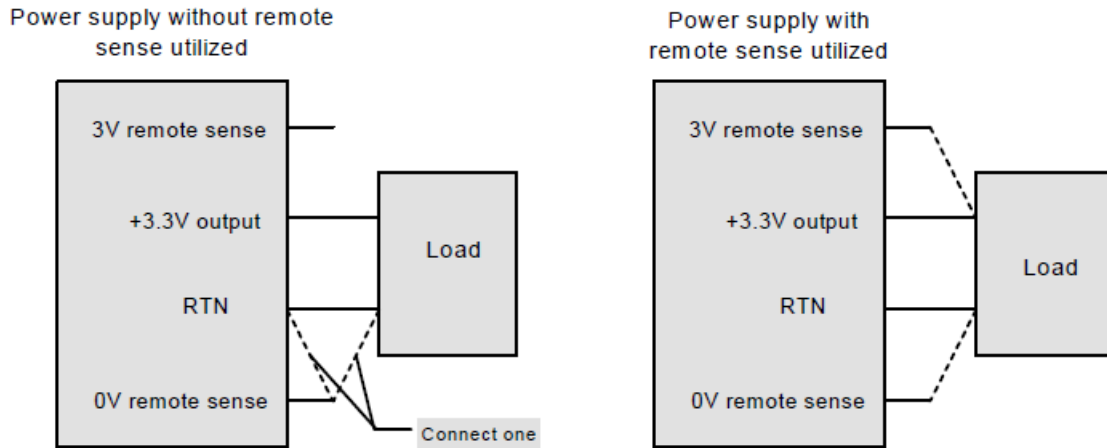 Power supply without remote
sense utilized
3V remote sense
+3.3V output
Load
RTN
0V remote sense
Connect one
Power supply with
remote sense utilized
3V remote sense
+3.3V output
Load
RTN
0V remote sense